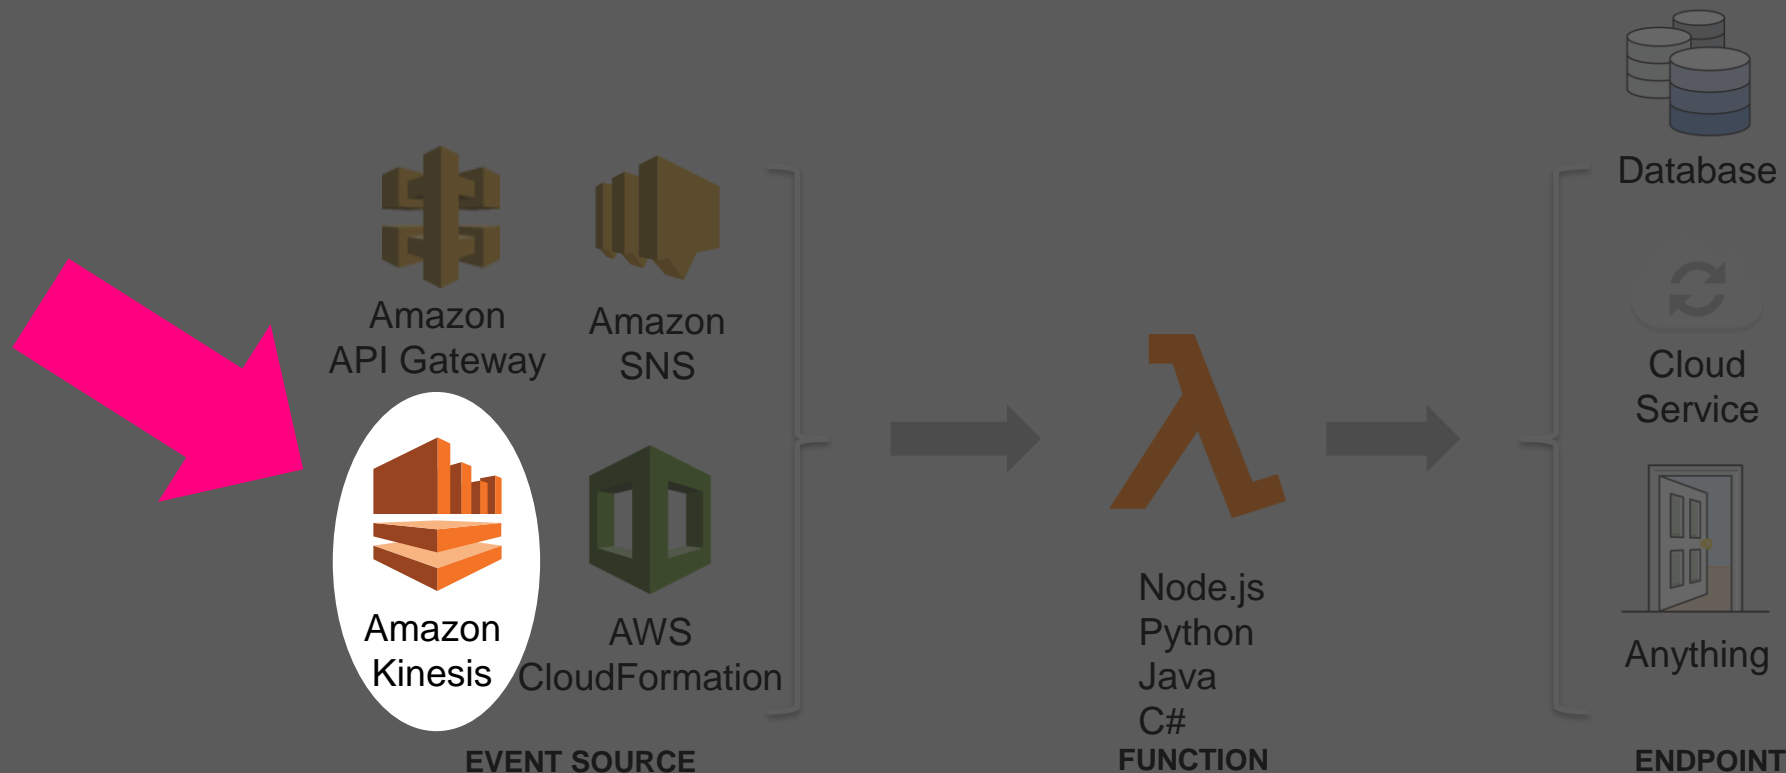 Amazon
API Gateway
Amazon
SNS
Amazon
Kinesis
AWS
CloudFormation
EVENT SOURCE
Node.js
Python
Java
C#
FUNCTION
Database
Cloud
Service
Anything
ENDPOINT